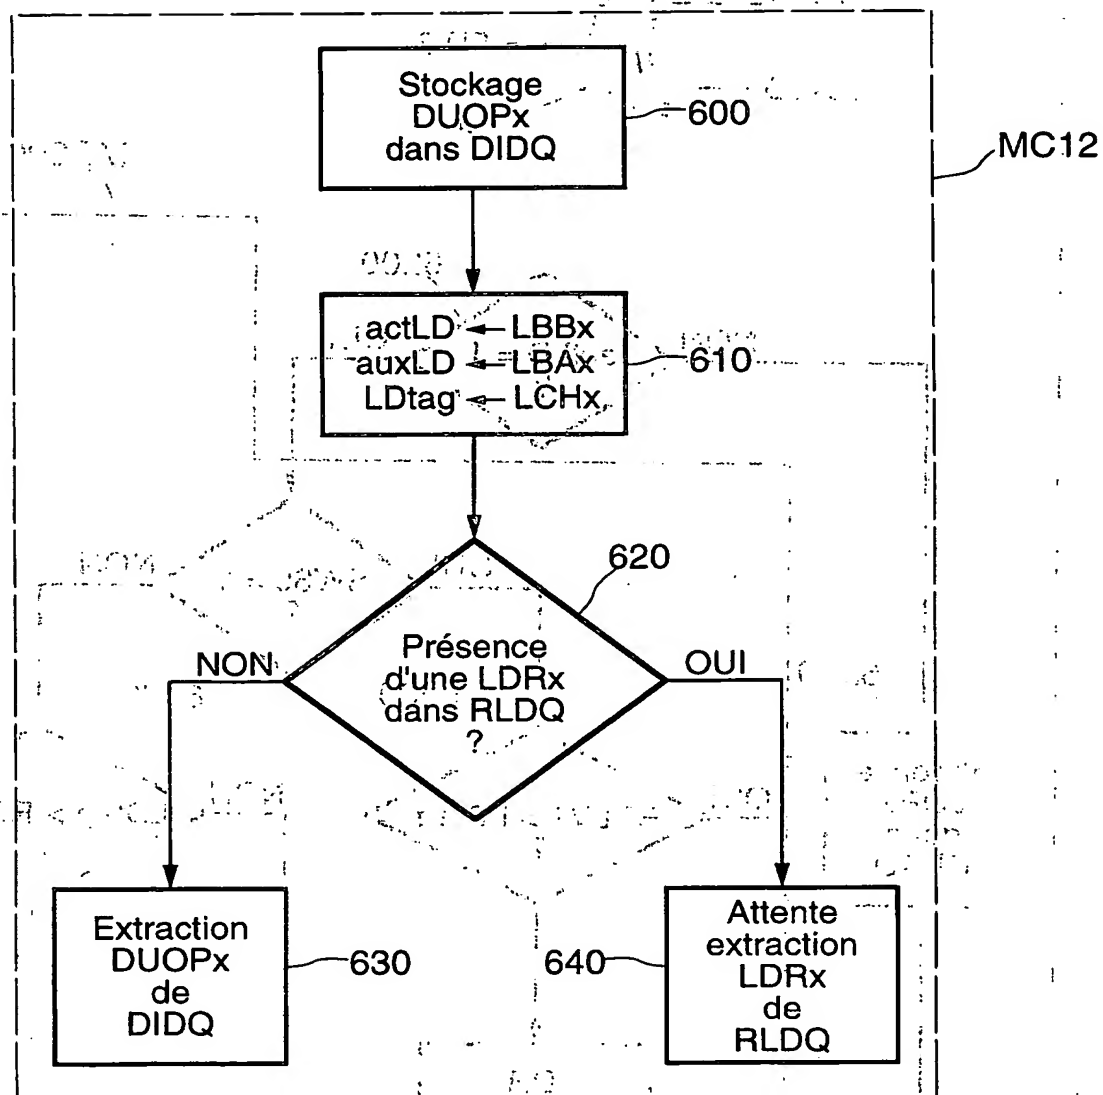 Stockage
DUOPx
dans DIDQ
600
MC12
actLD ← LBBx
auxLD ← LBAx
LDtag ← LCHx
610
620
Présence
d'une LDRx
dans RLDQ
?
NON
OUI
Extraction
DUOPx
de
DIDQ
630
640
Attente
extraction
LDRx
de
RLDQ